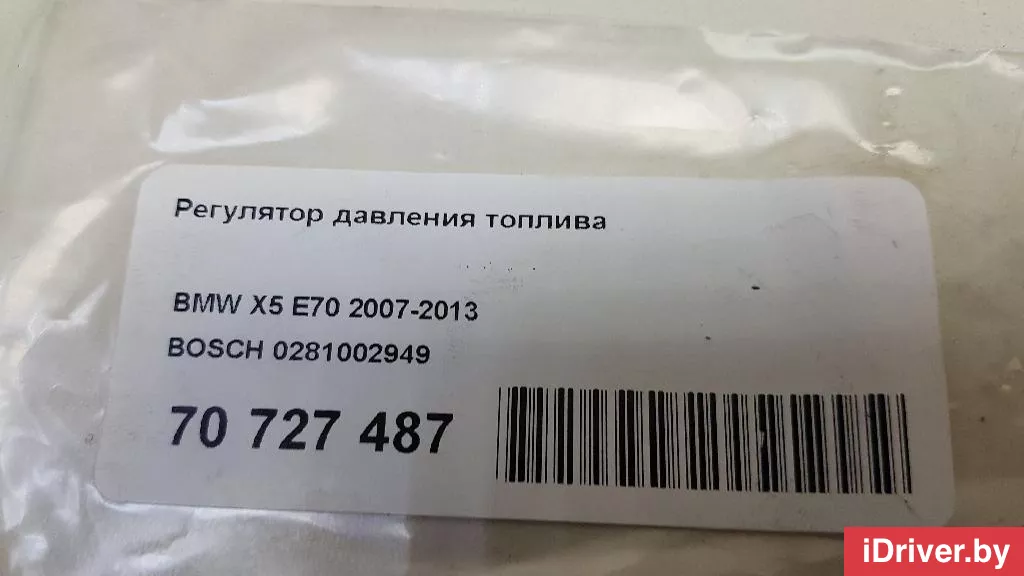 Регулятор давления топлива
BMW X5 E70 2007-2013
BOSCH 0281002949
70 727 487
iDriver.by